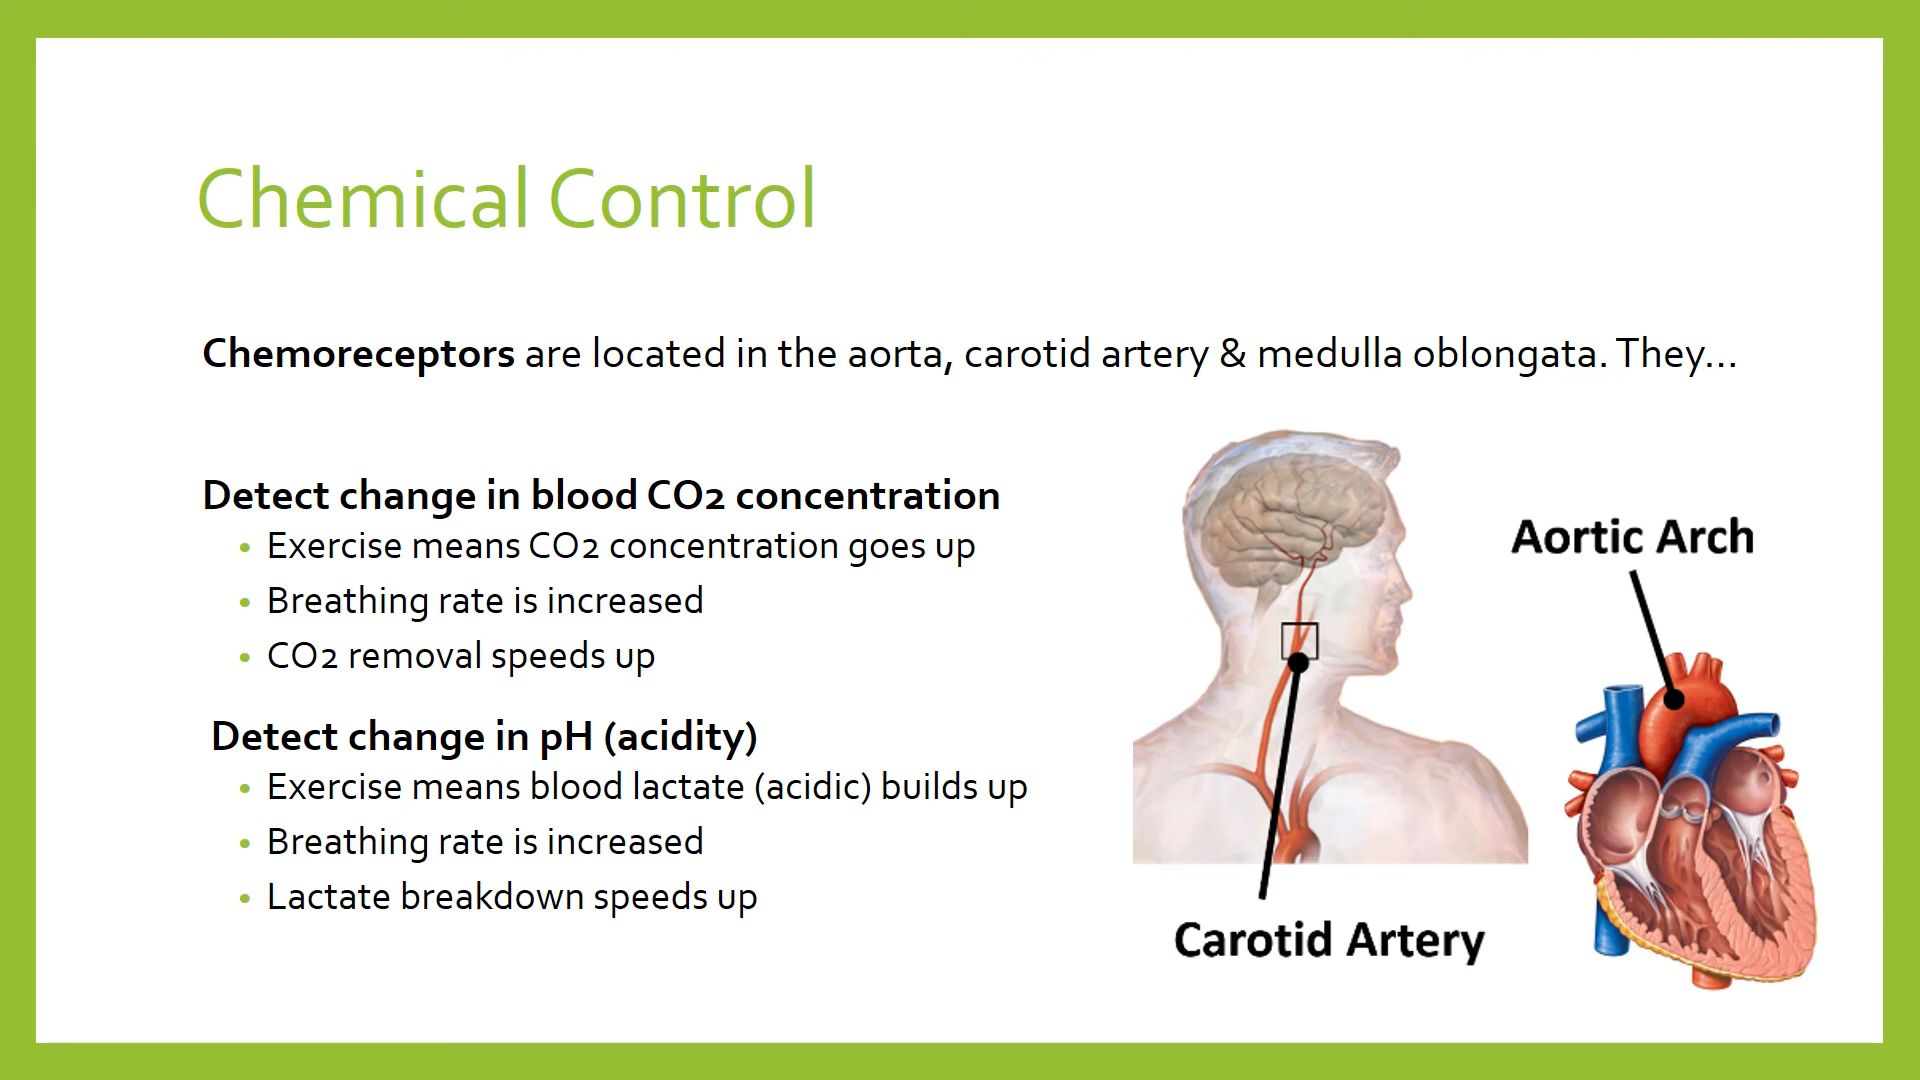 Chemical Control
Chemoreceptors are located in the aorta, carotid artery & medulla oblongata. They...
Detect change in blood CO2 concentration
• Exercise means CO2 concentration goes up
• Breathing rate is increased
• CO2 removal speeds up
Detect change in pH (acidity)
• Exercise means blood lactate (acidic) builds up
• Breathing rate is increased
• Lactate breakdown speeds up
Aortic Arch
Carotid Artery